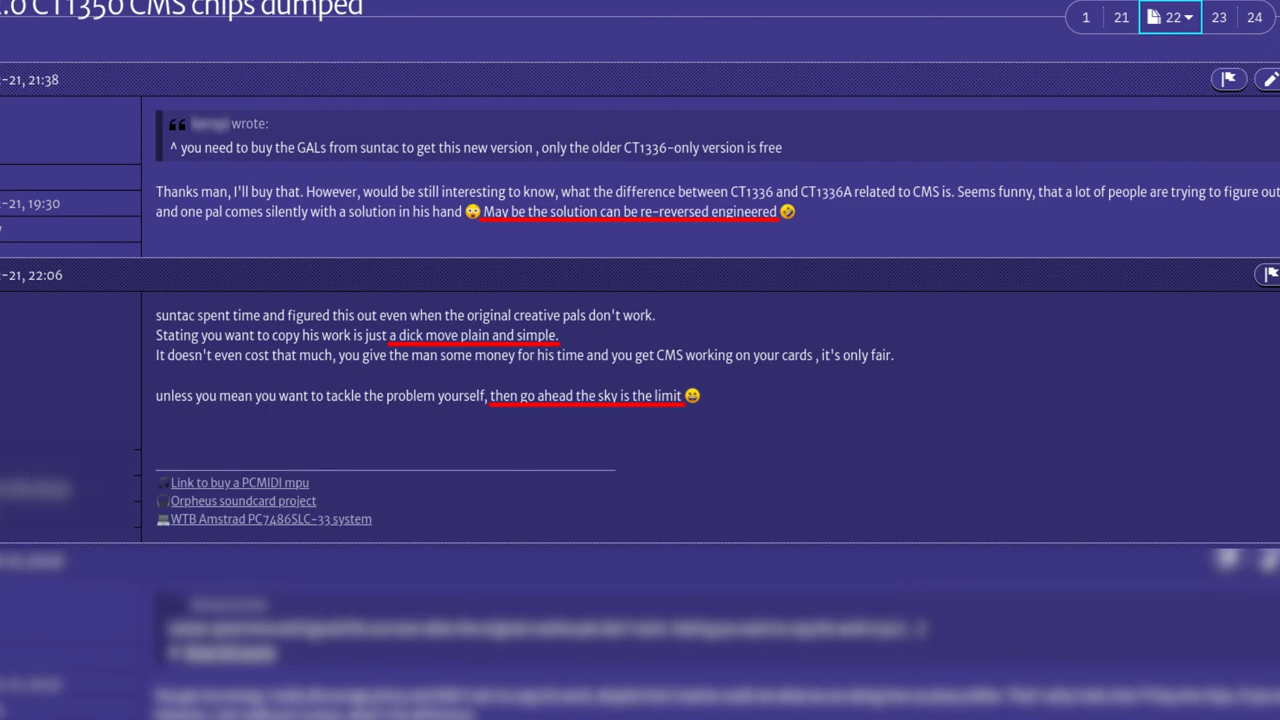 .0 CT1350 CMS chips dumped
1 21 22 23 24
-21, 21:38
wrote:
^ you need to buy the GALs from suntac to get this new version , only the older CT1336-only version is free
Thanks man, I'll buy that. However, would be still interesting to know, what the difference between CT1336 and CT1336A related to CMS is. Seems funny, that a lot of people are trying to figure out
-21, 19:30
and one pal comes silently with a solution in his hand 🙄 May be the solution can be re-reversed engineered 🤣
-21, 22:06
suntac spent time and figured this out even when the original creative pals don't work.
Stating you want to copy his work is just a dick move plain and simple.
It doesn't even cost that much, you give the man some money for his time and you get CMS working on your cards , it's only fair.
unless you mean you want to tackle the problem yourself, then go ahead the sky is the limit 😀
🎵Link to buy a PCMIDI mpu
Orpheus soundcard project
💻WTB Amstrad PC7486SLC-33 system